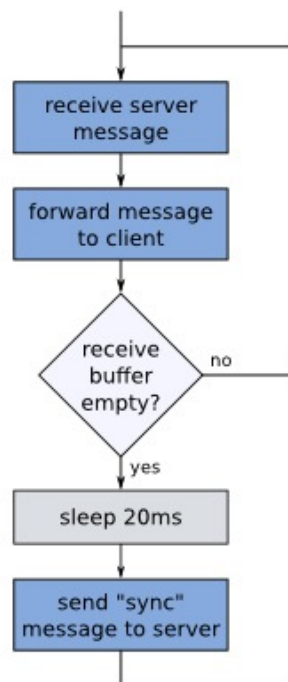 receive server
message
forward message
to client
receive
buffer
empty?
no
yes
sleep 20ms
send "sync"
message to server